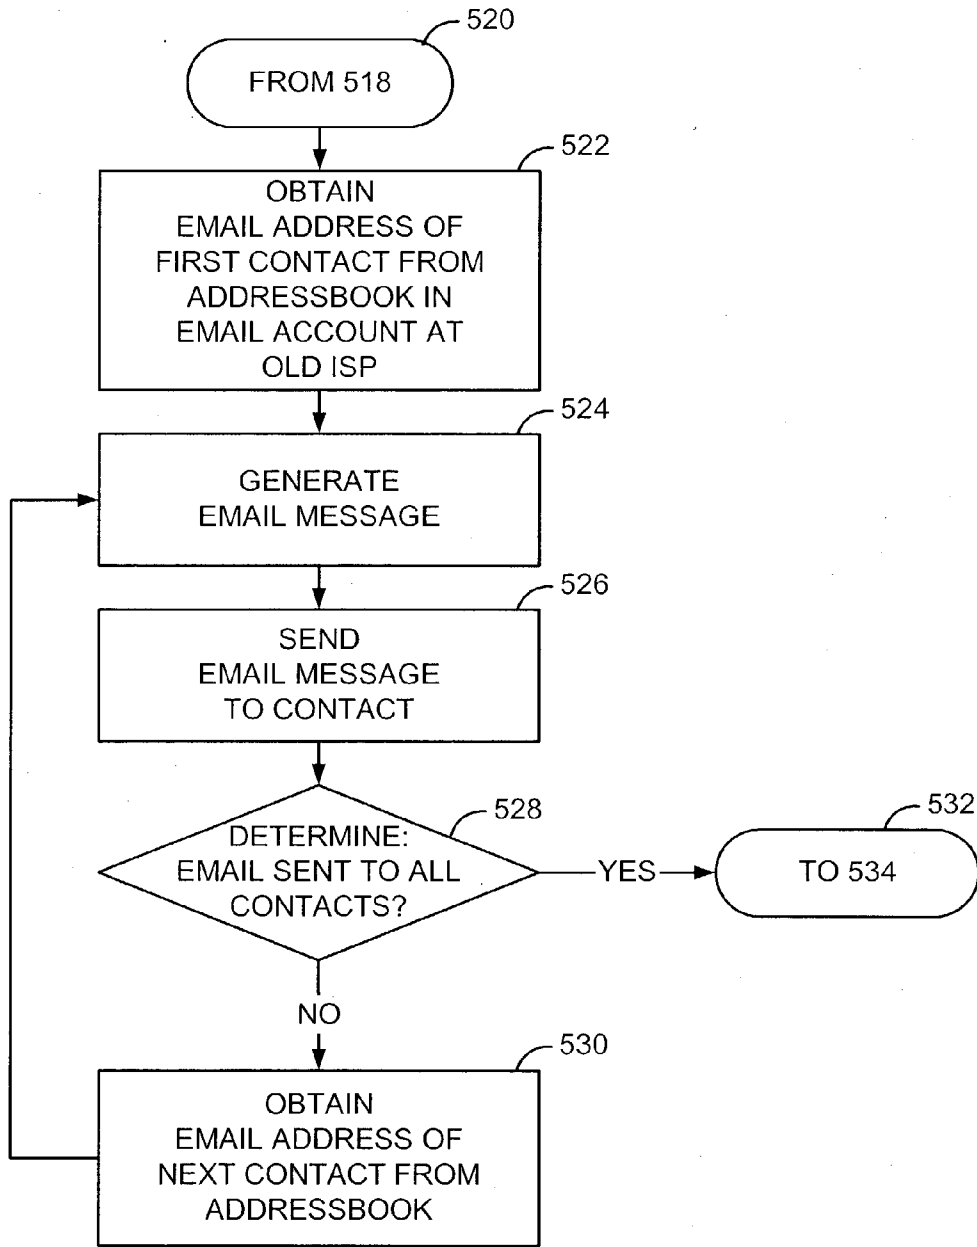 520
FROM 518
522
OBTAIN
EMAIL ADDRESS OF
FIRST CONTACT FROM
ADDRESSBOOK IN
EMAIL ACCOUNT AT
OLD ISP
524
GENERATE
EMAIL MESSAGE
526
SEND
EMAIL MESSAGE
TO CONTACT
528
DETERMINE:
EMAIL SENT TO ALL
CONTACTS?
YES
532
TO 534
NO
530
OBTAIN
EMAIL ADDRESS OF
NEXT CONTACT FROM
ADDRESSBOOK